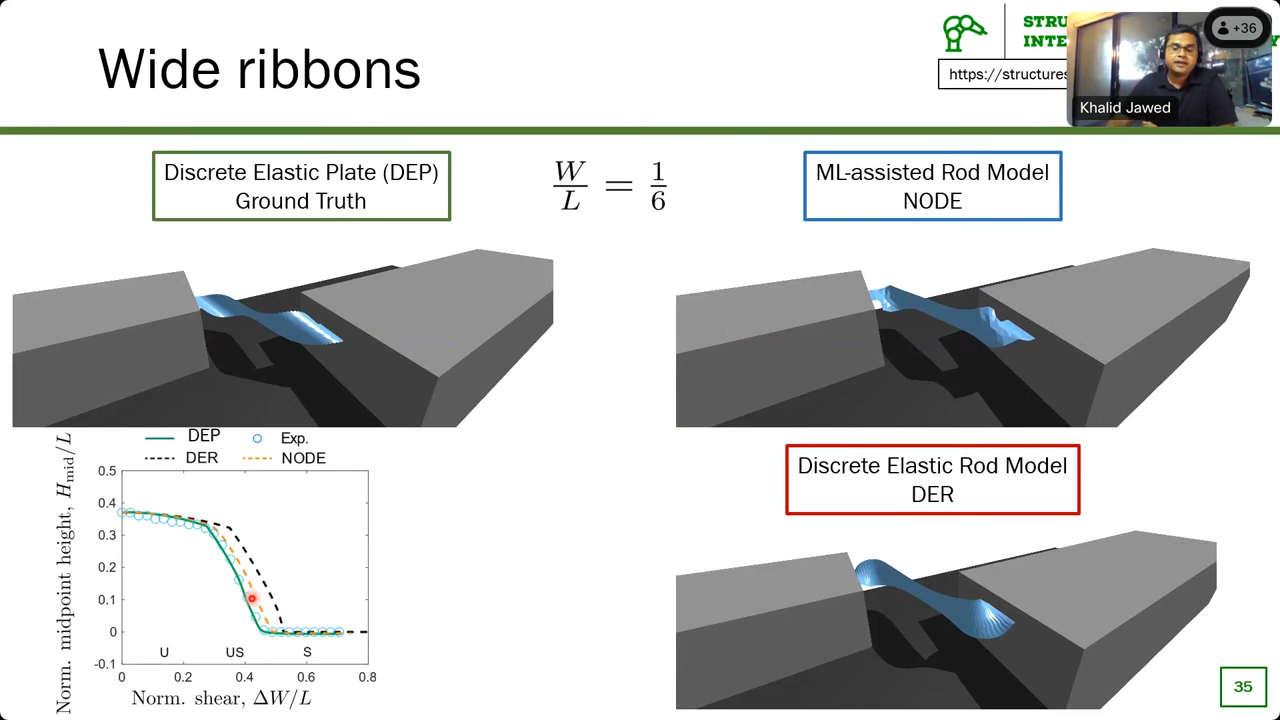 Wide ribbons
STRU
INTE
https://structures
+36
Khalid Jawed
Discrete Elastic Plate (DEP)
Ground Truth
W/L = 1/6
ML-assisted Rod Model
NODE
DEP
Exp.
DER
NODE
Norm. midpoint height, H_mid/L
0.5
0.4
0.3
0.2
0.1
0
-0.1
U
US
S
0
0.2
0.4
0.6
0.8
Norm. shear, ΔW/L
Discrete Elastic Rod Model
DER
35